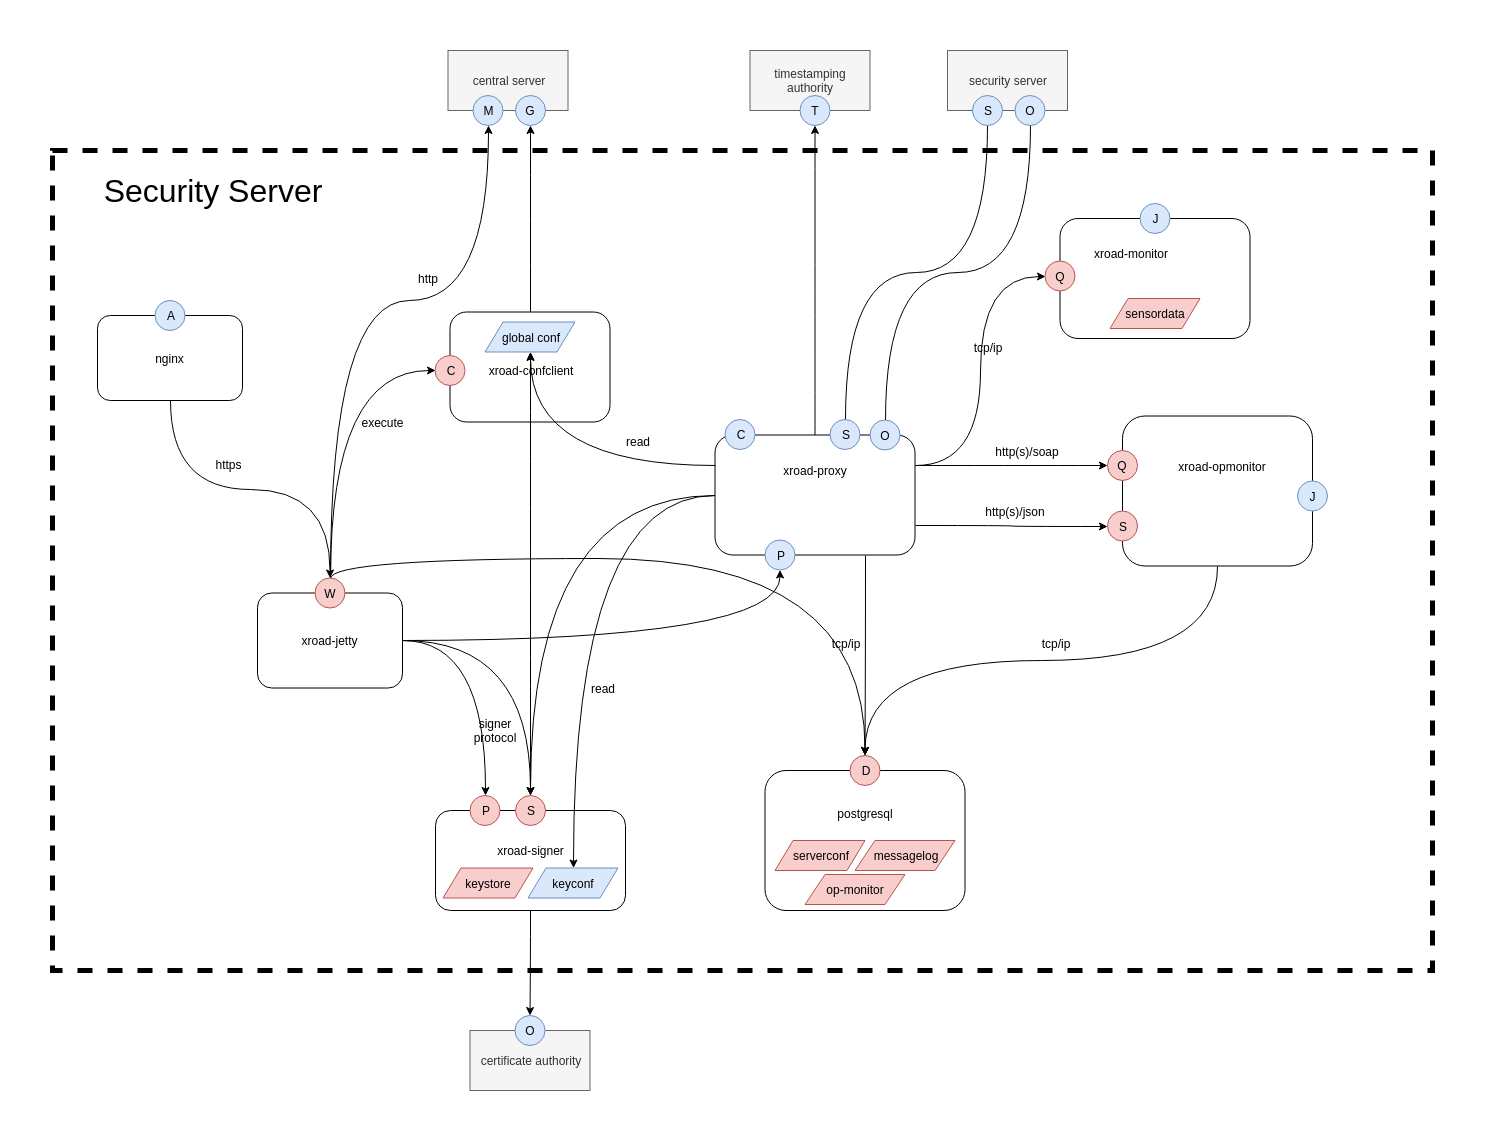 central server
M
G
timestamping
authority
T
security server
S
O
Security Server
J
xroad-monitor
Q
sensordata
http
A
nginx
global conf
C
xroad-confclient
tcp/ip
execute
read
https
C
S
O
xroad-proxy
P
http(s)/soap
http(s)/json
Q
S
xroad-opmonitor
J
W
xroad-jetty
tcp/ip
tcp/ip
read
signer
protocol
P
S
xroad-signer
keystore
keyconf
D
postgresql
serverconf
messagelog
op-monitor
O
certificate authority